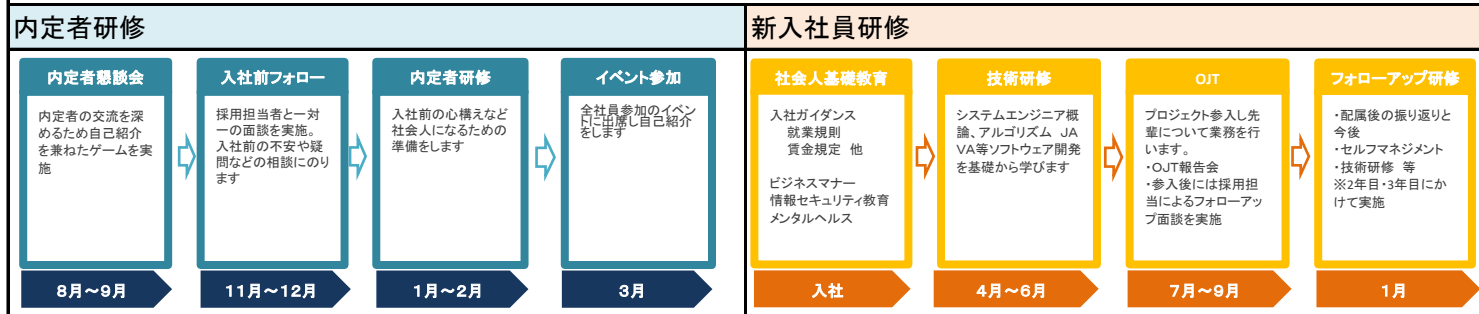 内定者研修
新入社員研修
内定者懇談会
内定者の交流を深
めるため自己紹介
を兼ねたゲームを実
施
8月～9月
入社前フォロー
採用担当者と一対
一の面談を実施。
入社前の不安や疑
問などの相談にのり
ます
11月～12月
内定者研修
入社前の心構えなど
社会人になるための
準備をします
1月～2月
イベント参加
全社員参加のイベン
トに出席し自己紹介
をします
3月
社会人基礎教育
入社ガイダンス
就業規則
賃金規定 他
ビジネスマナー
情報セキュリティ教育
メンタルヘルス
入社
技術研修
システムエンジニア概
論、アルゴリズム JA
VA等ソフトウェア開発
を基礎から学びます
4月～6月
OJT
プロジェクト参入し先
輩について業務を行
います。
・OJT報告会
・参入後には採用担
当によるフォローアッ
プ面談を実施
7月～9月
フォローアップ研修
・配属後の振り返りと
今後
・セルフマネジメント
・技術研修 等
※2年目・3年目にか
けて実施
1月